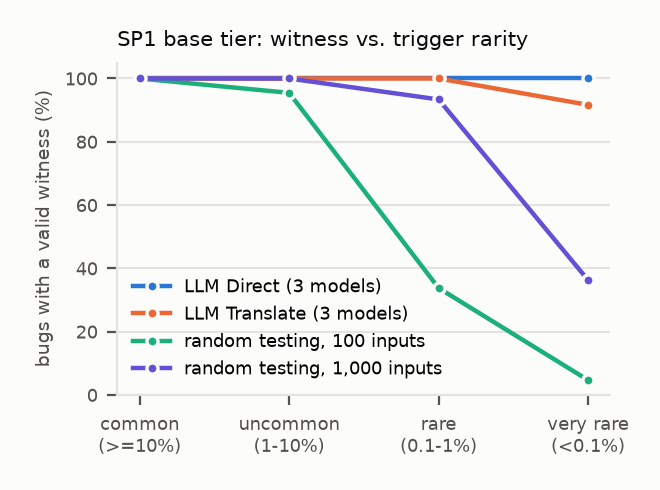 SP1 base tier: witness vs. trigger rarity
bugs with a valid witness (%)
100
80
60
40
20
0
LLM Direct (3 models)
LLM Translate (3 models)
random testing, 100 inputs
random testing, 1,000 inputs
common
(>=10%)
uncommon
(1-10%)
rare
(0.1-1%)
very rare
(<0.1%)